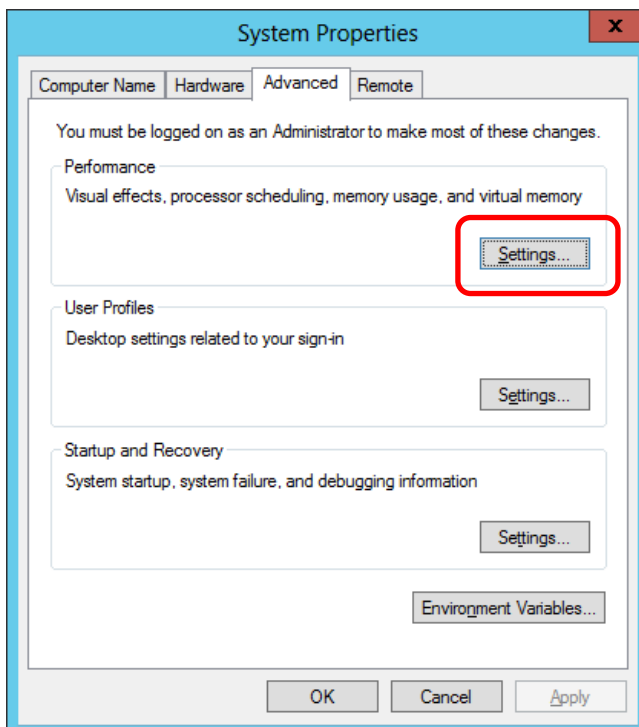 System Properties
x
Computer Name Hardware Advanced Remote
You must be logged on as an Administrator to make most of these changes.
Performance
Visual effects, processor scheduling, memory usage, and virtual memory
Settings...
User Profiles
Desktop settings related to your sign-in
Settings...
Startup and Recovery
System startup, system failure, and debugging information
Settings...
Environment Variables...
OK Cancel Apply